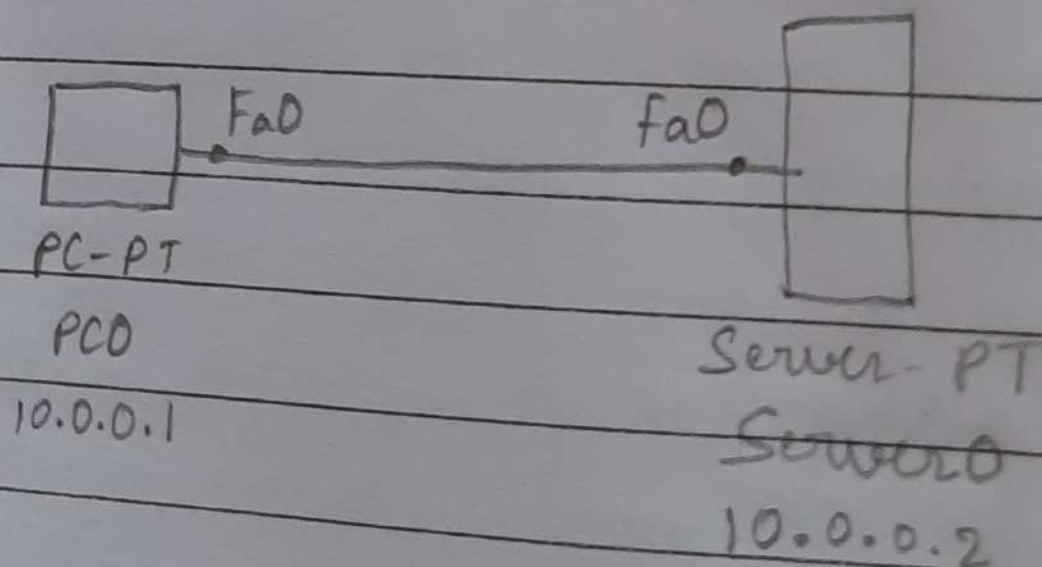 Fa0
fa0
PC-PT
PC0
10.0.0.1
Server-PT
Server0
10.0.0.2